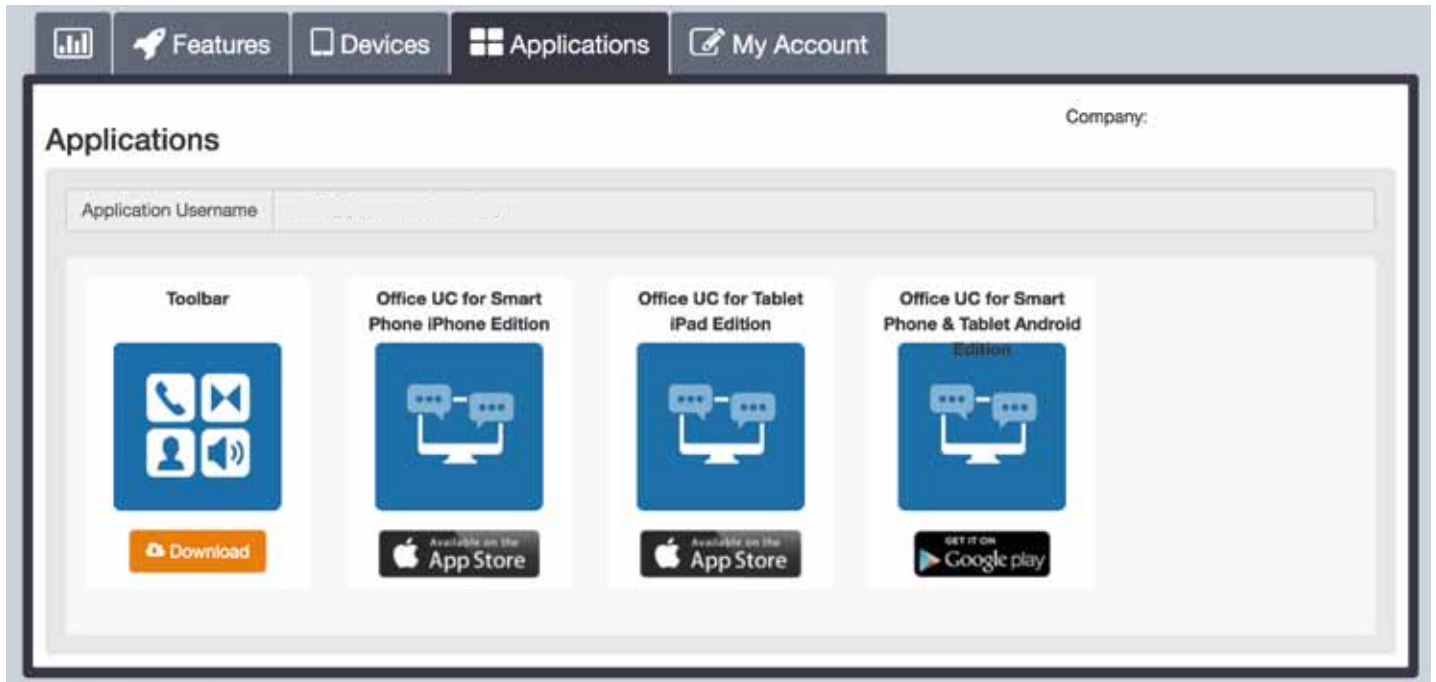 Features
Devices
Applications
My Account
Company:
Applications
Application Username
Toolbar
Office UC for Smart
Phone iPhone Edition
Office UC for Tablet
iPad Edition
Office UC for Smart
Phone & Tablet Android
Edition
Download
Available on the
App Store
Available on the
App Store
GET IT ON
Google play